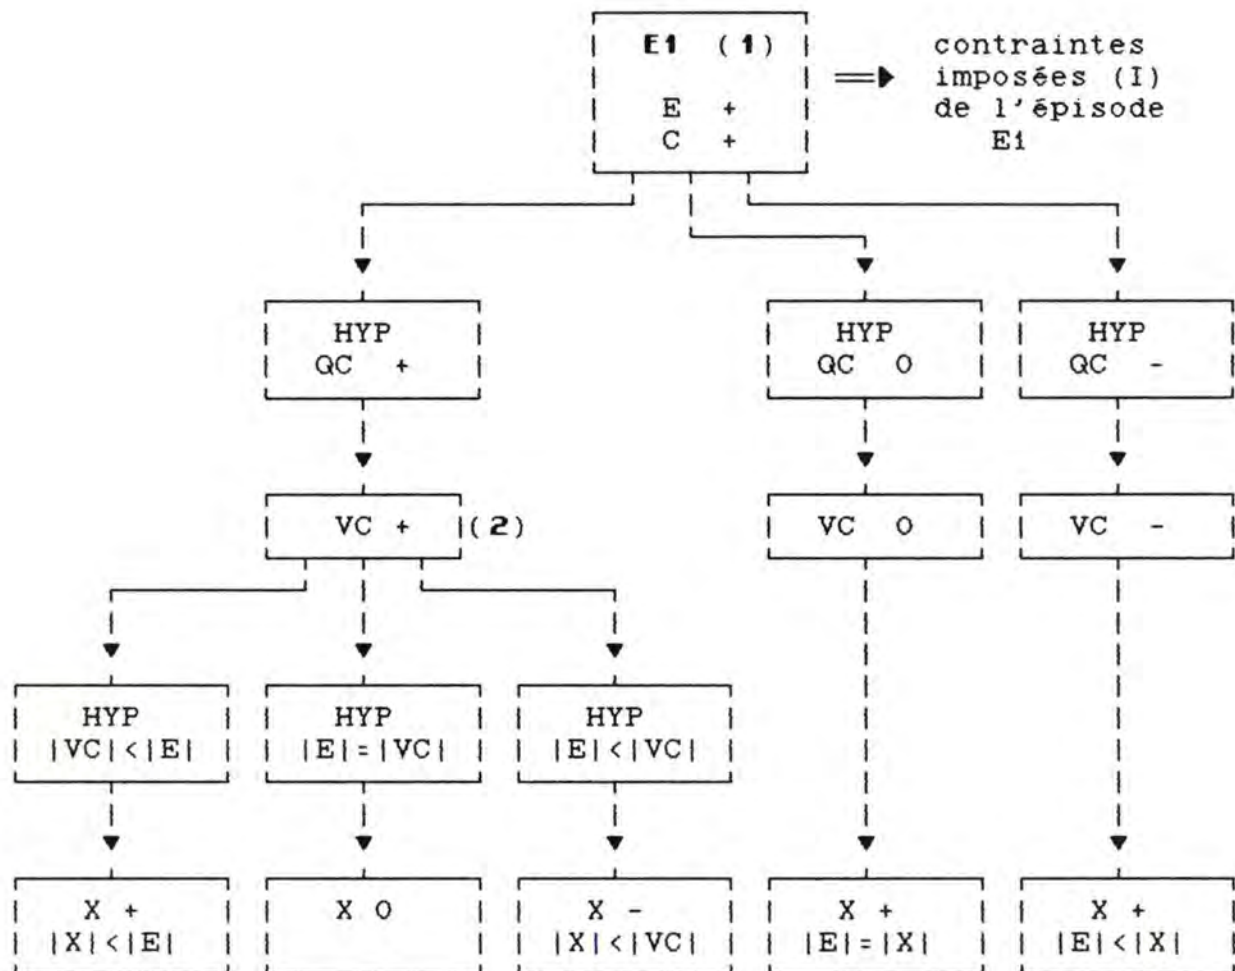 E1 (1)
E +
C +
contraintes
imposées (I)
de l'épisode
E1
HYP
QC +
HYP
QC O
HYP
QC -
VC + (2)
VC O
VC -
HYP
|VC|<|E|
HYP
|E|=|VC|
HYP
|E|<|VC|
X +
|X|<|E|
X O
X -
|X|<|VC|
X +
|E|=|X|
X +
|E|<|X|